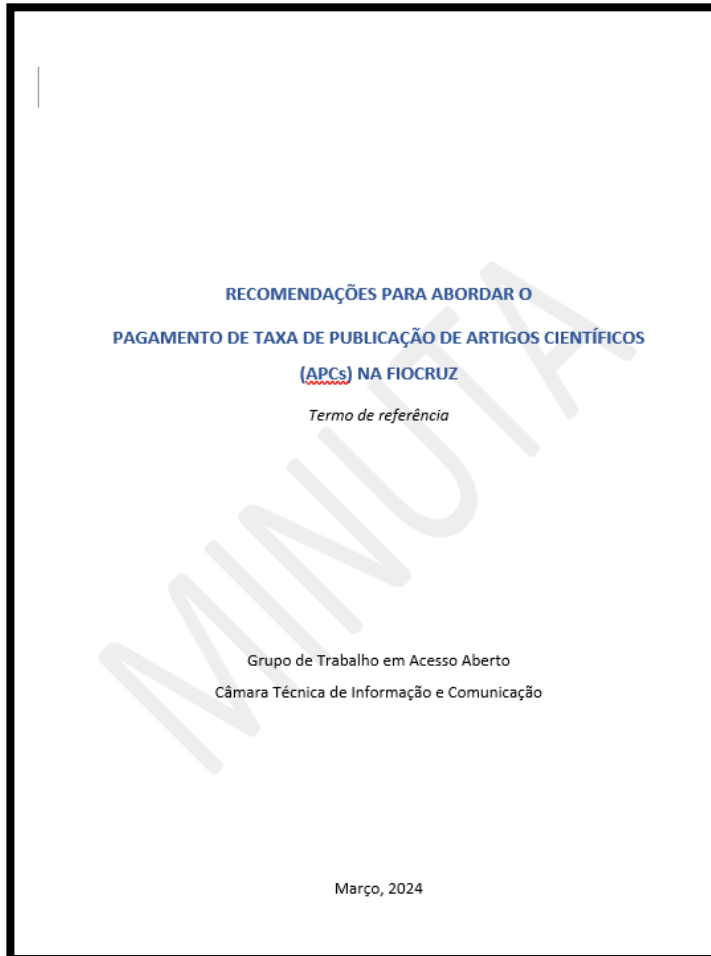 RECOMENDAÇÕES PARA ABORDAR O
PAGAMENTO DE TAXA DE PUBLICAÇÃO DE ARTIGOS CIENTÍFICOS
(APCs) NA FIOCRUZ
Termo de referência
MINUTA
Grupo de Trabalho em Acesso Aberto
Câmara Técnica de Informação e Comunicação
Março, 2024